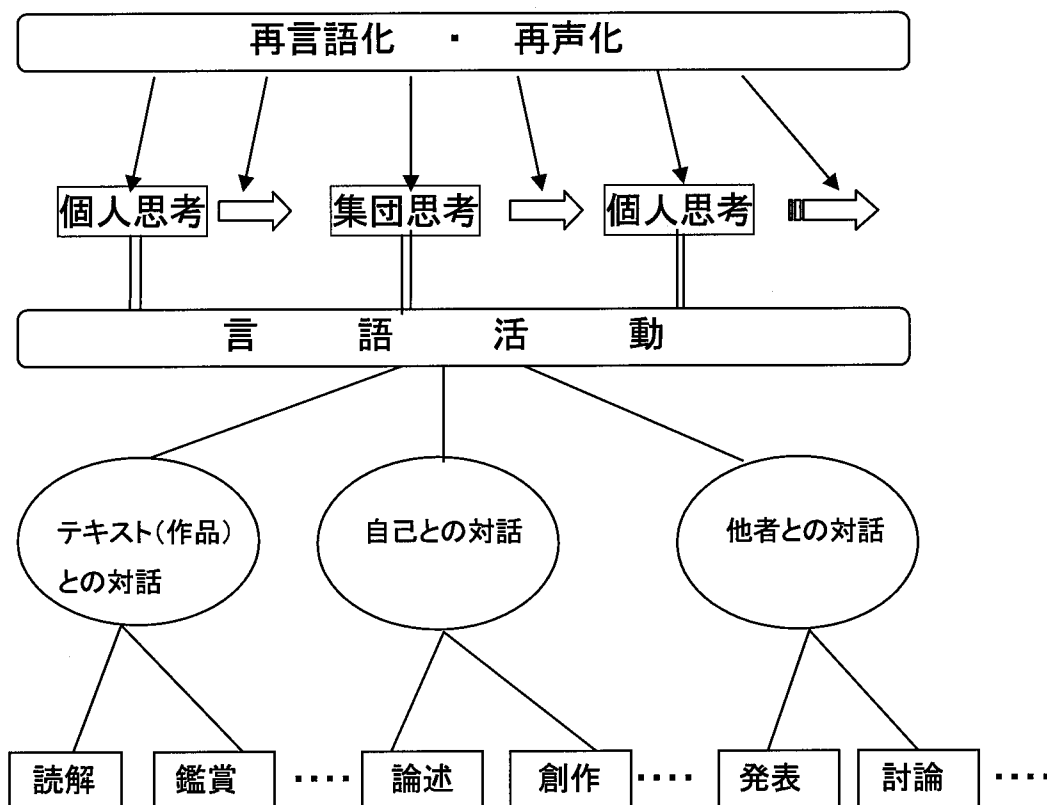 再言語化 ・ 再声化
個人思考 集団思考 個人思考
言語活動
テキスト(作品)
との対話
自己との対話
他者との対話
読解 鑑賞 ‥‥ 論述 創作 ‥‥ 発表 討論 ‥‥